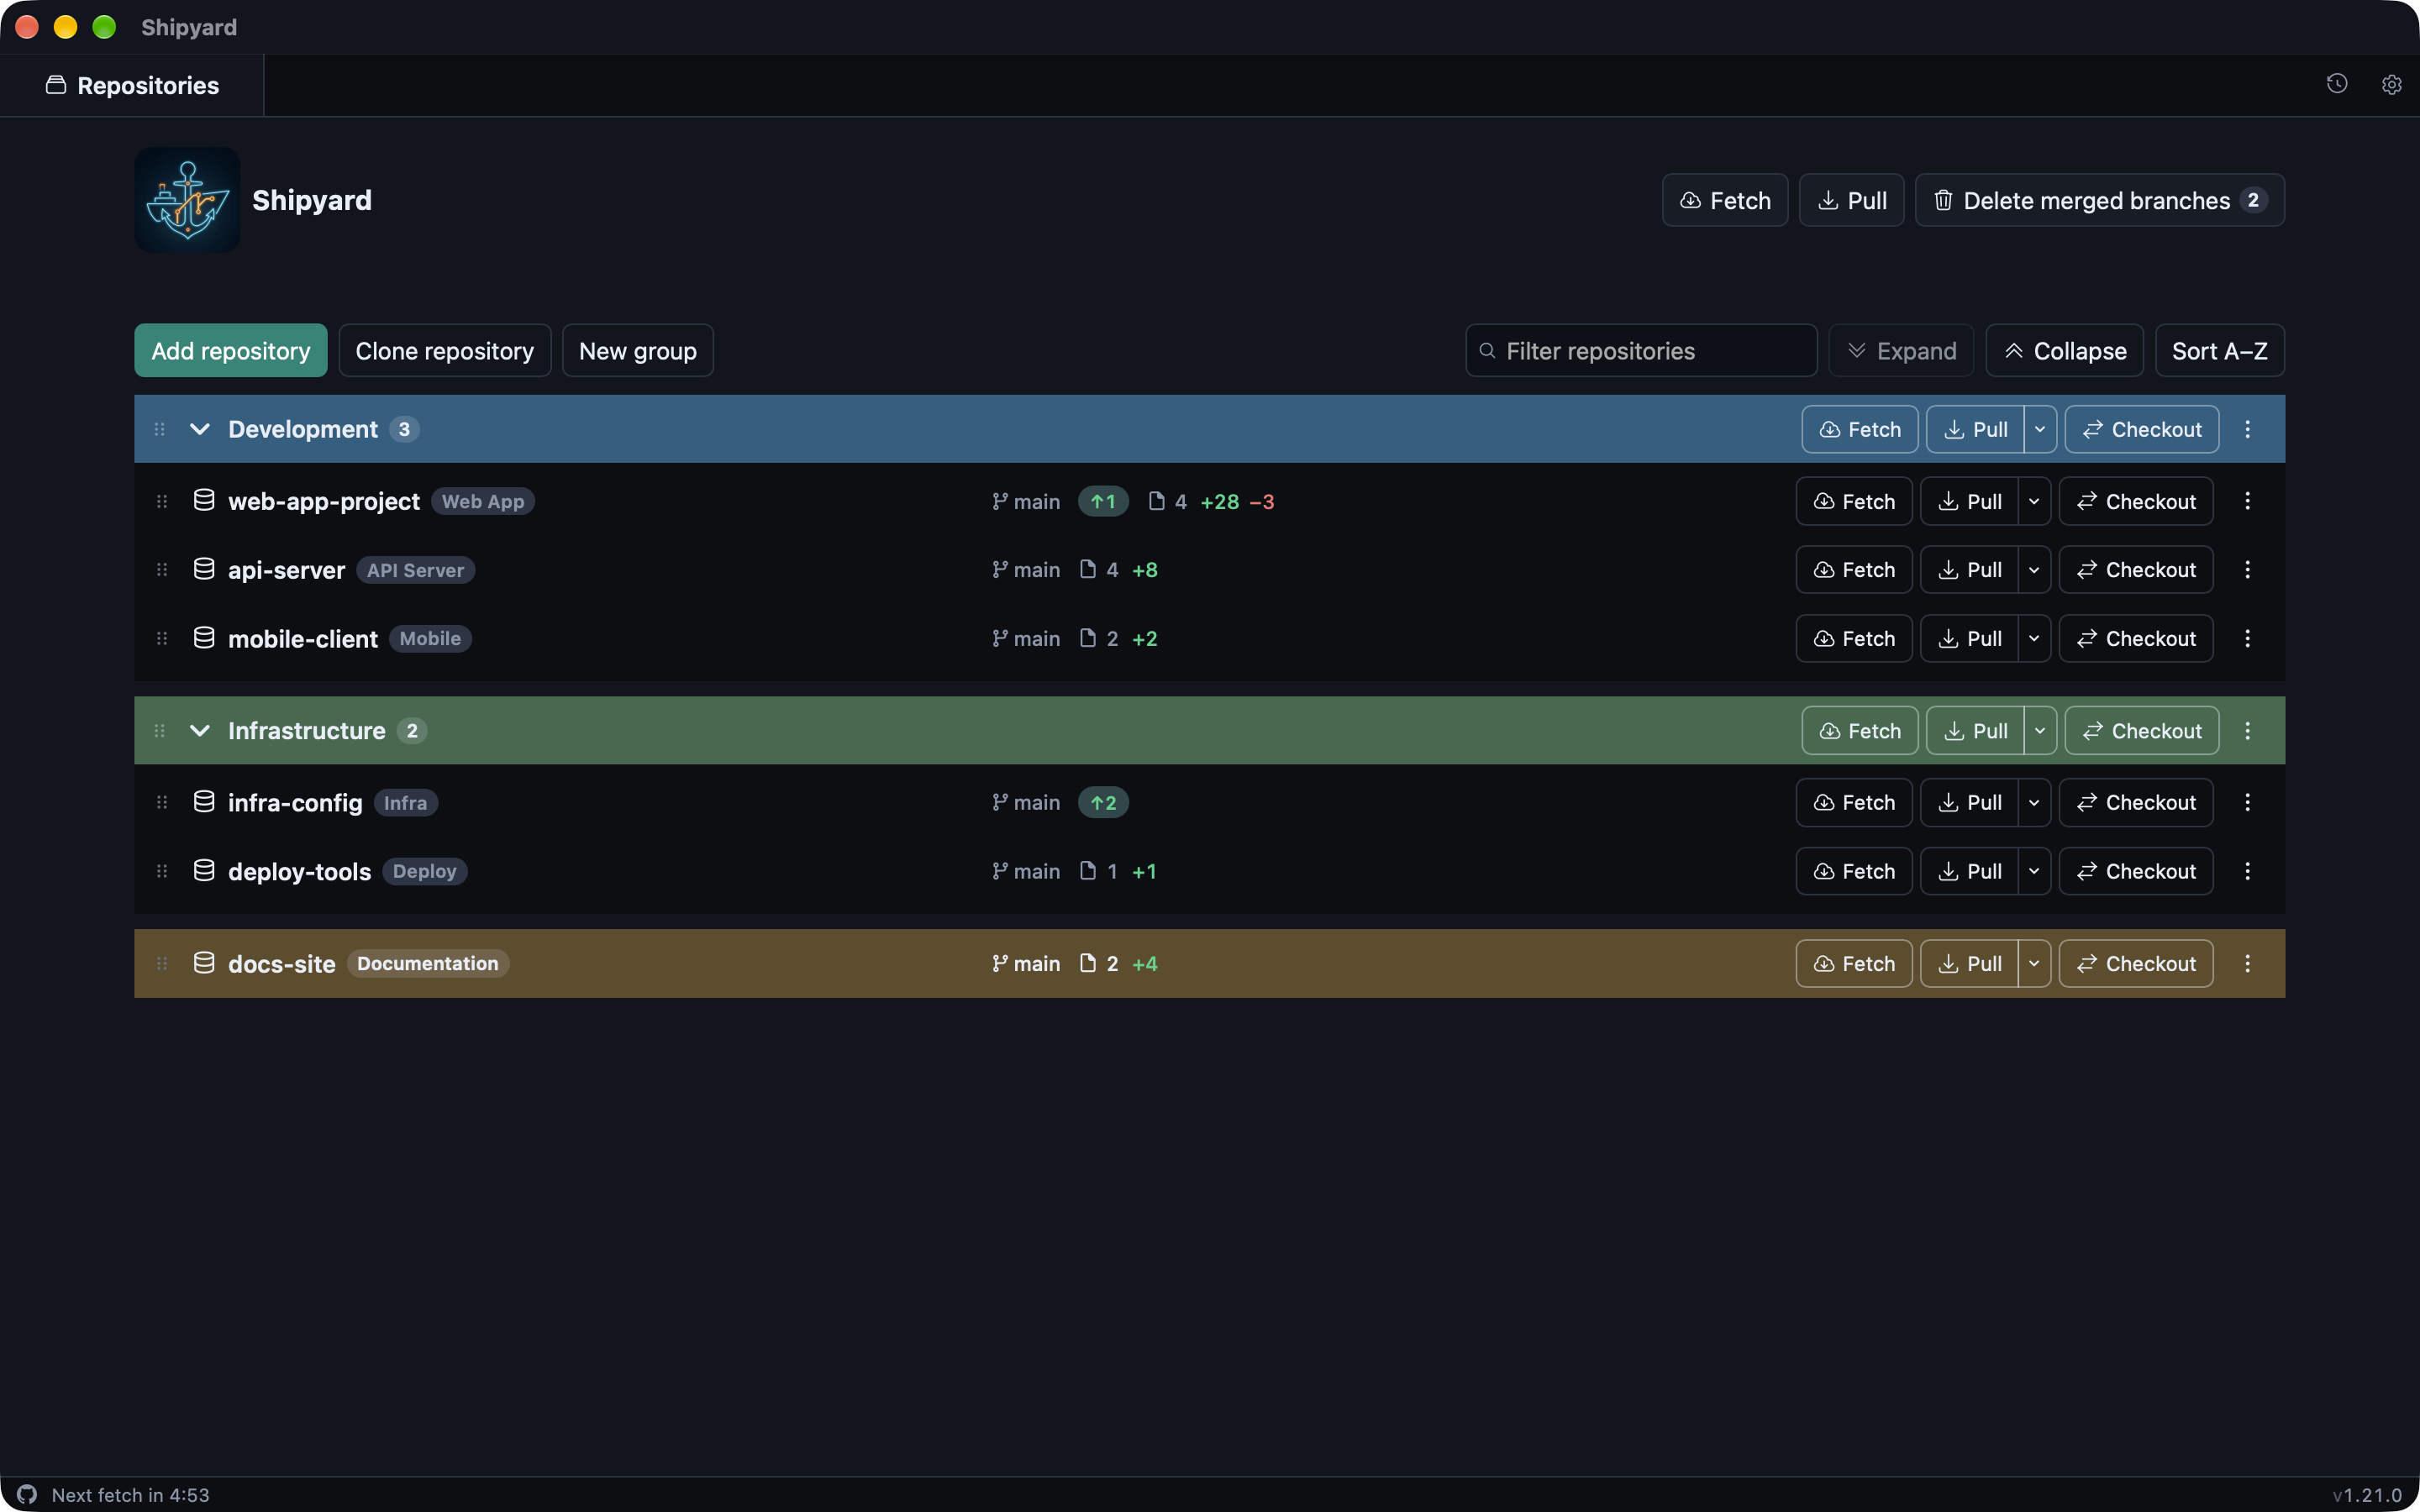 Shipyard
Repositories
Shipyard Fetch Pull Delete merged branches 2
Add repository Clone repository New group Filter repositories Expand Collapse Sort A–Z
Development 3 Fetch Pull Checkout
web-app-project Web App main ↑1 4 +28 −3 Fetch Pull Checkout
api-server API Server main 4 +8 Fetch Pull Checkout
mobile-client Mobile main 2 +2 Fetch Pull Checkout
Infrastructure 2 Fetch Pull Checkout
infra-config Infra main ↑2 Fetch Pull Checkout
deploy-tools Deploy main 1 +1 Fetch Pull Checkout
docs-site Documentation main 2 +4 Fetch Pull Checkout
Next fetch in 4:53 v1.21.0